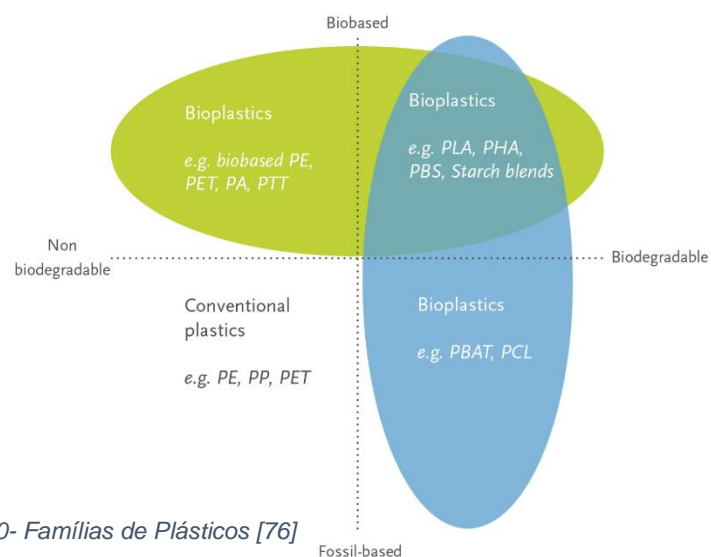 Biobased
Bioplastics
e.g. biobased PE,
PET, PA, PTT
Bioplastics
e.g. PLA, PHA,
PBS, Starch blends
Non
biodegradable
Biodegradable
Conventional
plastics
e.g. PE, PP, PET
Bioplastics
e.g. PBAT, PCL
0- Famílias de Plásticos [76]
Fossil-based